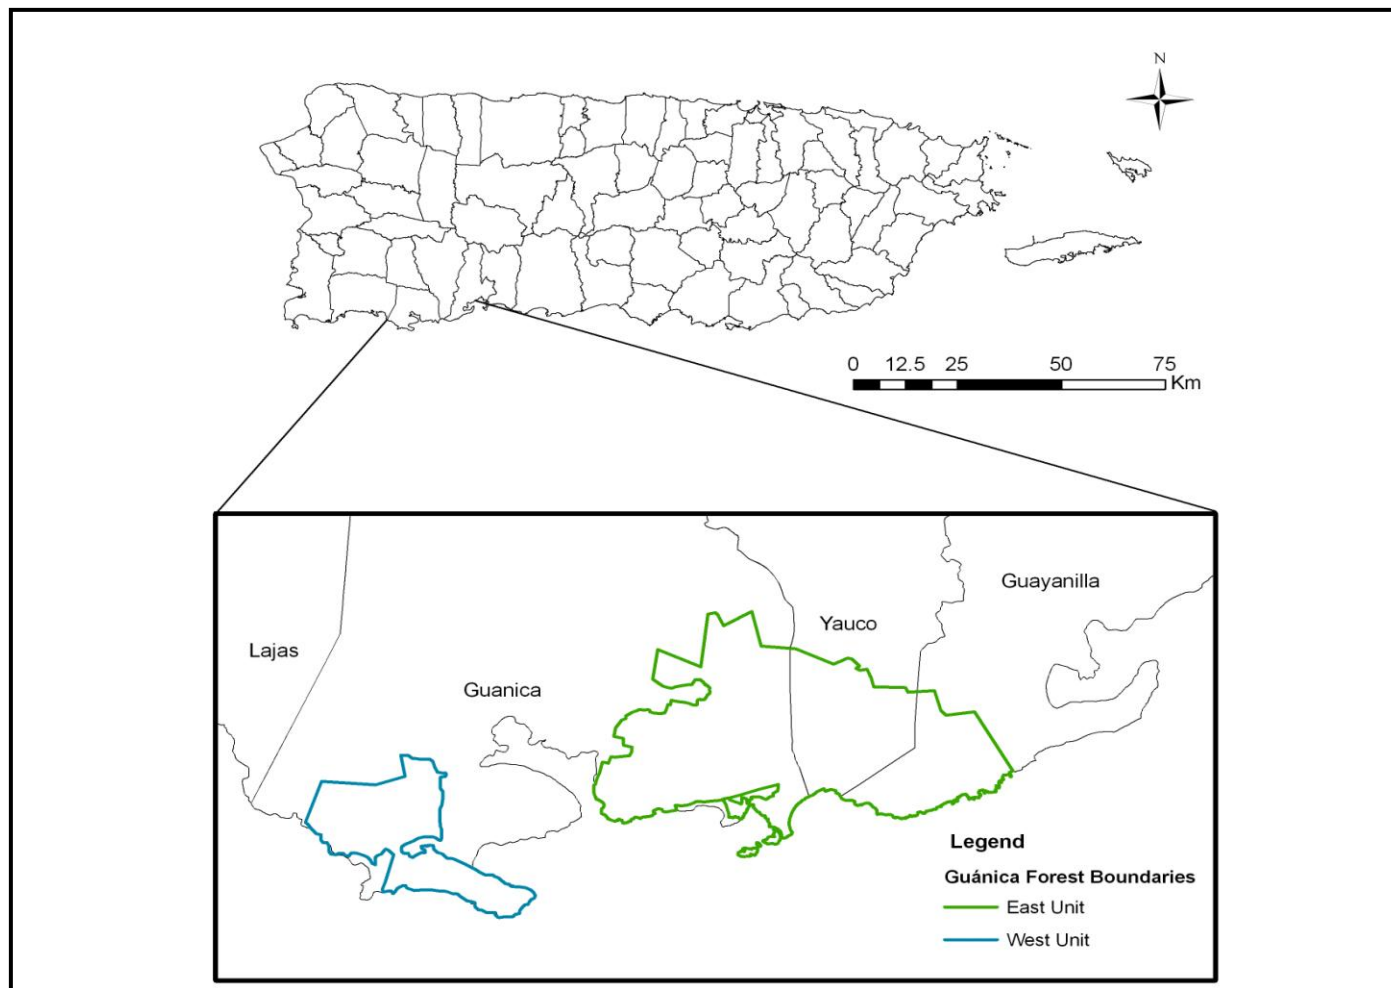 N
0 12.5 25 50 75
Km
Guayanilla
Yauco
Lajas
Guanica
Legend
Guánica Forest Boundaries
East Unit
West Unit